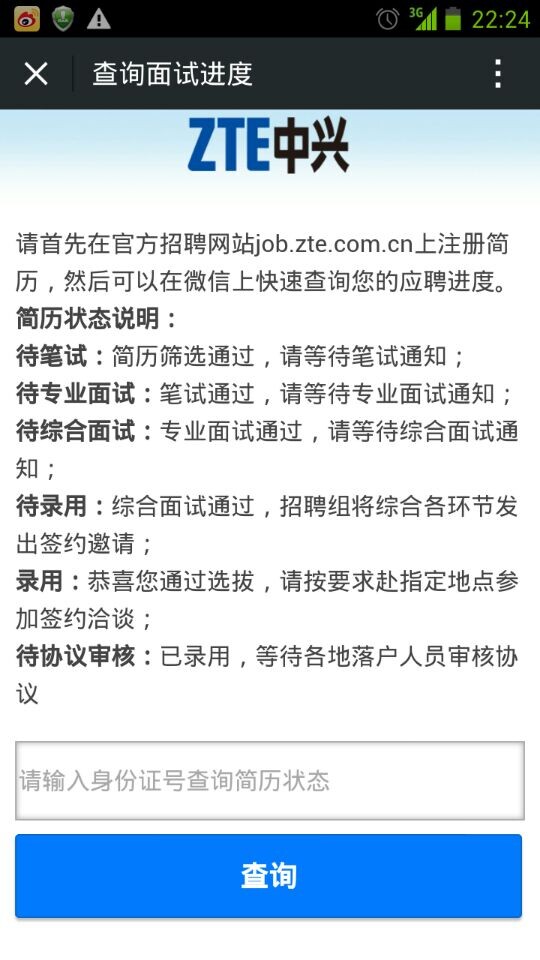 3G 22:24
查询面试进度
ZTE中兴
请首先在官方招聘网站job.zte.com.cn上注册简
历，然后可以在微信上快速查询您的应聘进度。
简历状态说明：
待笔试：简历筛选通过，请等待笔试通知；
待专业面试：笔试通过，请等待专业面试通知；
待综合面试：专业面试通过，请等待综合面试通
知；
待录用：综合面试通过，招聘组将综合各环节发
出签约邀请；
录用：恭喜您通过选拔，请按要求赴指定地点参
加签约洽谈；
待协议审核：已录用，等待各地落户人员审核协
议
请输入身份证号查询简历状态
查询